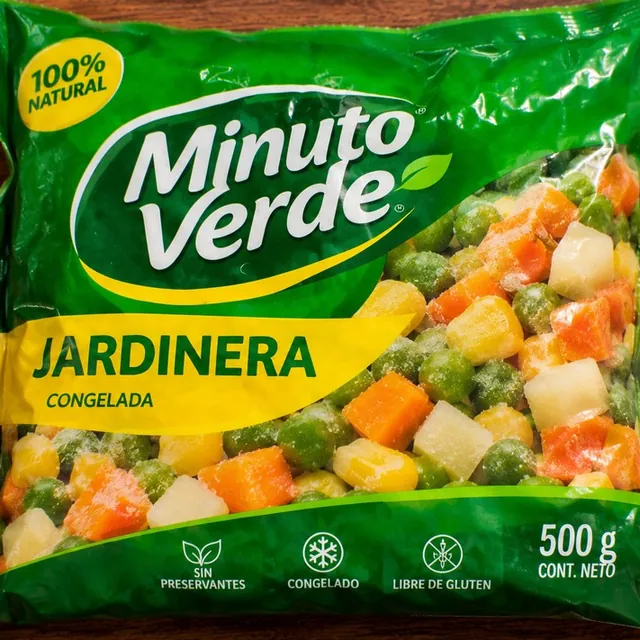 100%
NATURAL
Minuto
Verde
JARDINERA
CONGELADA
SIN
PRESERVANTES
CONGELADO
LIBRE DE GLUTEN
500 g
CONT. NETO